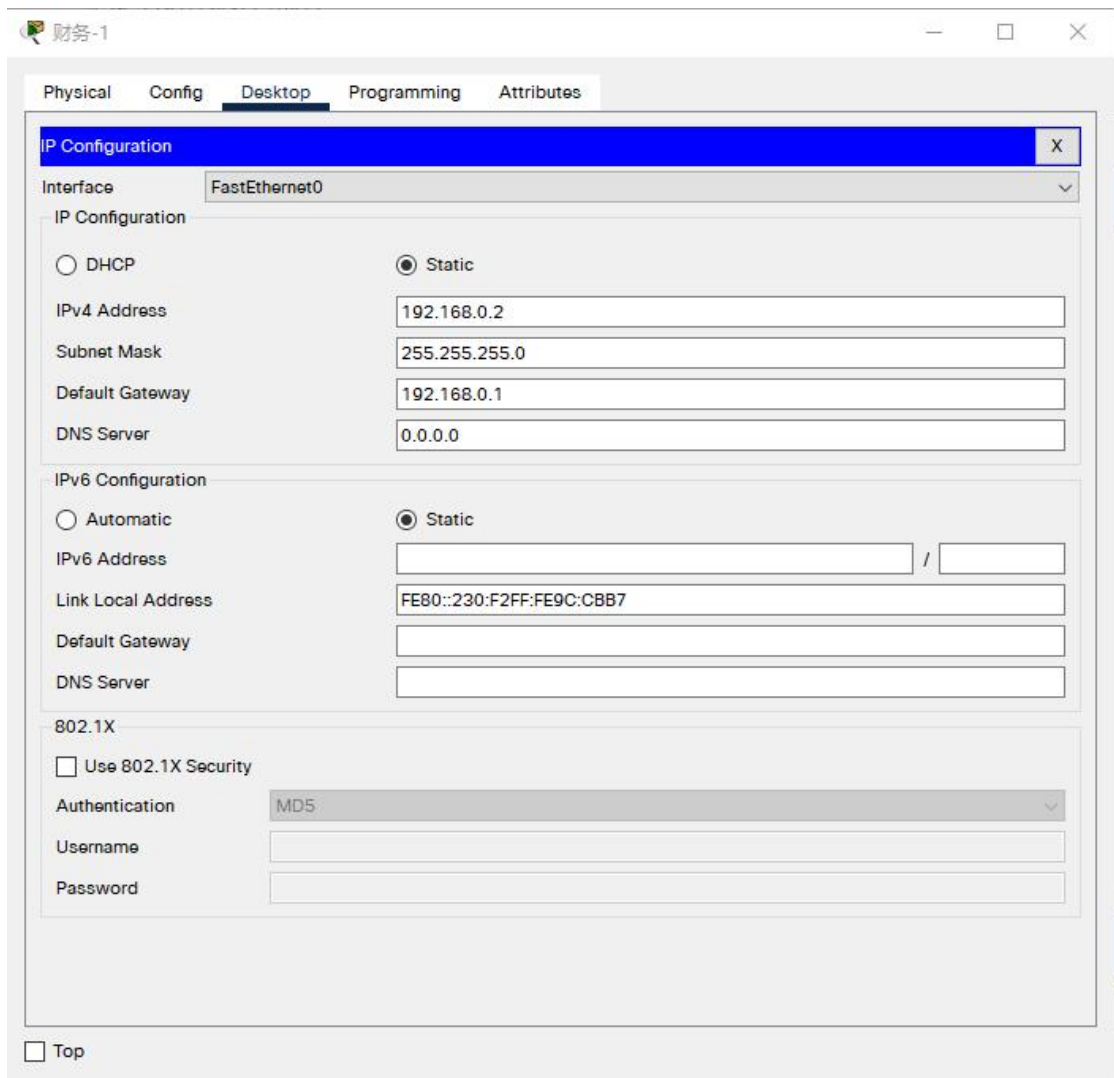 财务-1
Physical Config Desktop Programming Attributes
IP Configuration X
Interface FastEthernet0
IP Configuration
DHCP Static
IPv4 Address 192.168.0.2
Subnet Mask 255.255.255.0
Default Gateway 192.168.0.1
DNS Server 0.0.0.0
IPv6 Configuration
Automatic Static
IPv6 Address /
Link Local Address FE80::230:F2FF:FE9C:CBB7
Default Gateway
DNS Server
802.1X
Use 802.1X Security
Authentication MD5
Username
Password
Top